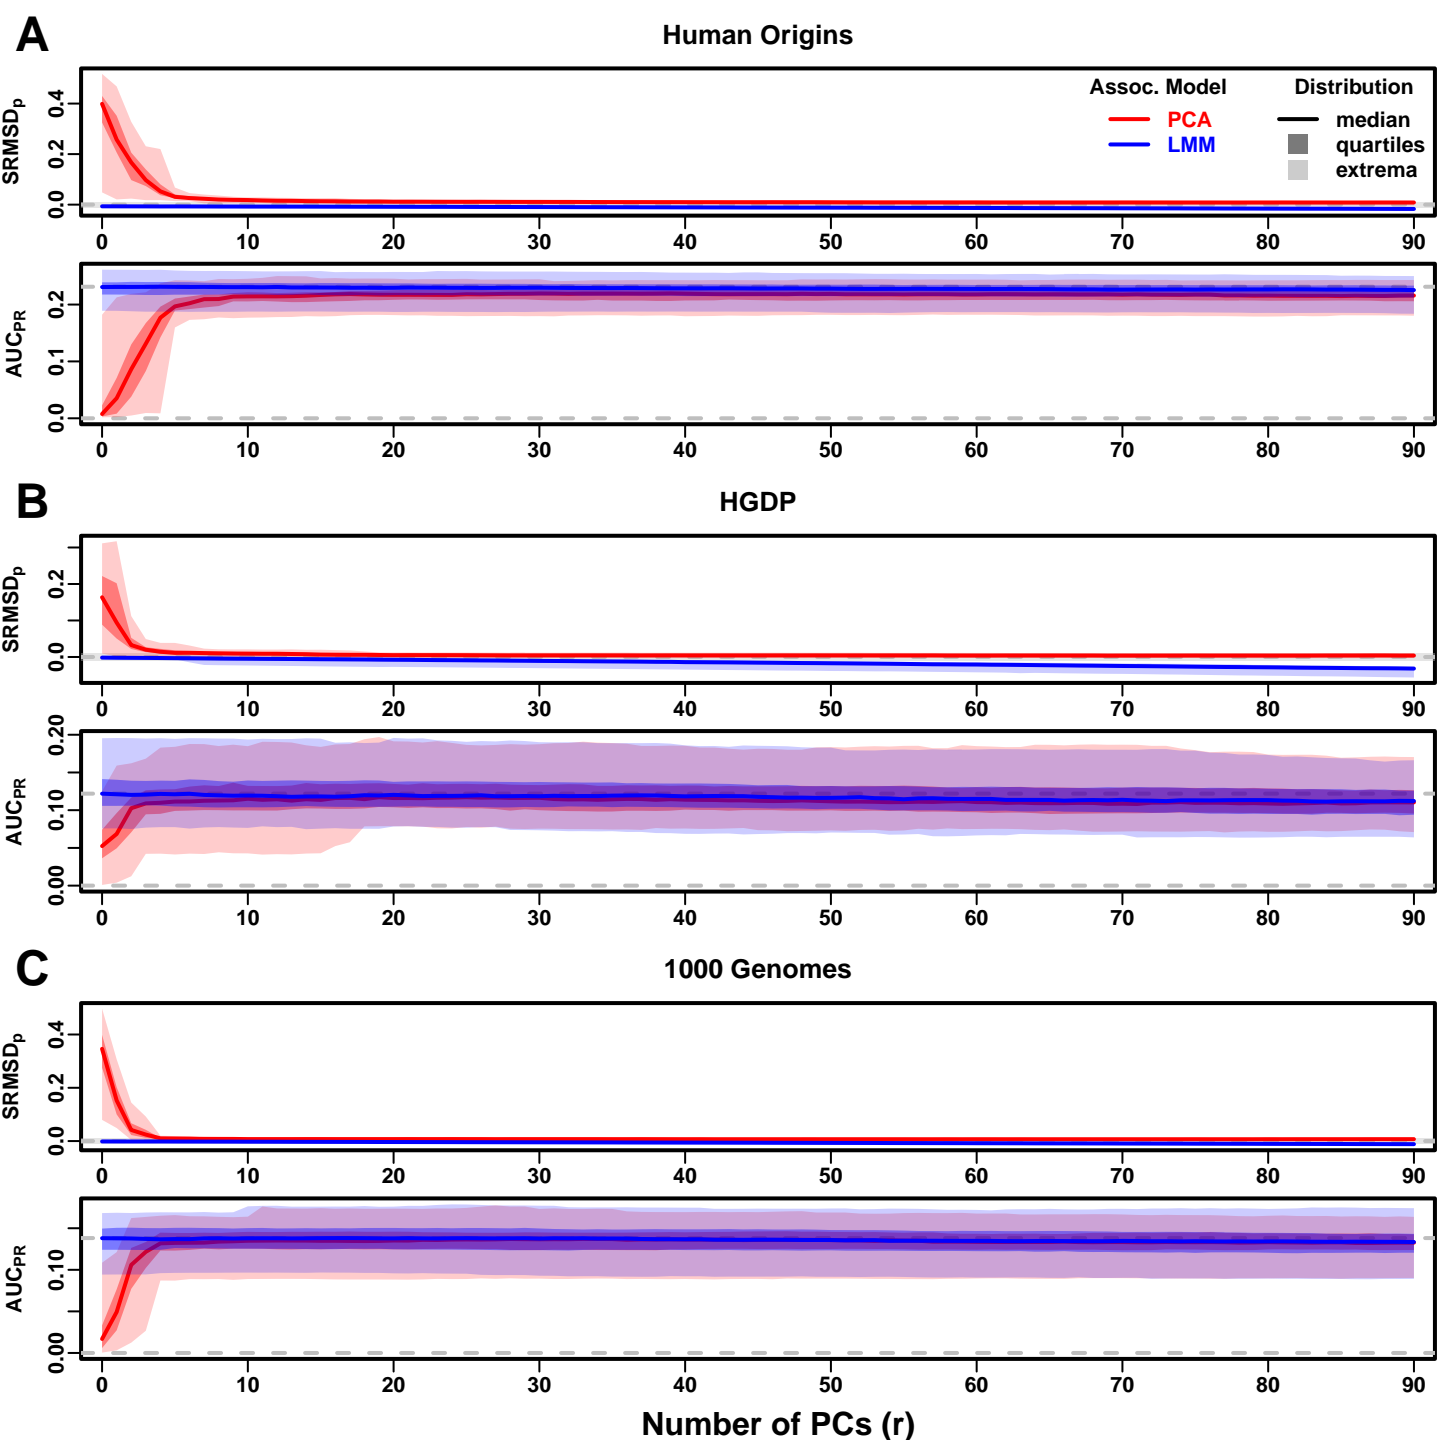 A
Human Origins
SRMSDp
0.0 0.2 0.4
Assoc. Model
PCA
LMM
Distribution
median
quartiles
extrema
0 10 20 30 40 50 60 70 80 90
AUCPR
0.0 0.1 0.2
0 10 20 30 40 50 60 70 80 90
B
HGDP
SRMSDp
0.0 0.2
0 10 20 30 40 50 60 70 80 90
AUCPR
0.00 0.10 0.20
0 10 20 30 40 50 60 70 80 90
C
1000 Genomes
SRMSDp
0.0 0.2 0.4
0 10 20 30 40 50 60 70 80 90
AUCPR
0.00 0.10
0 10 20 30 40 50 60 70 80 90
Number of PCs (r)